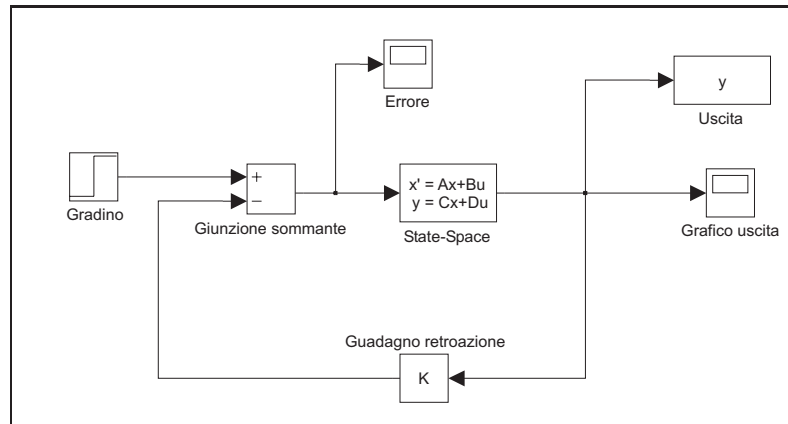 y
Uscita
Errore
+
−
Gradino
Giunzione sommante
x' = Ax+Bu
y = Cx+Du
State-Space
Grafico uscita
Guadagno retroazione
K